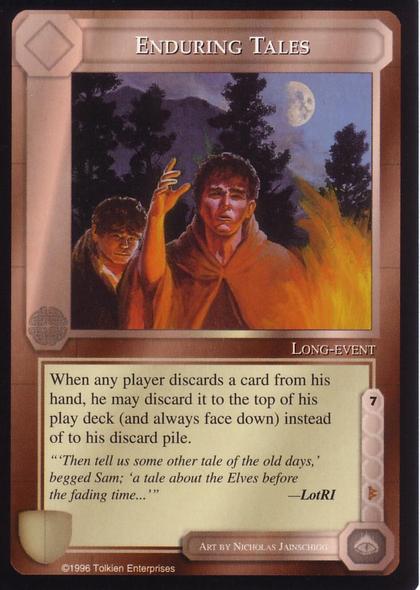 Enduring Tales
Long-event
When any player discards a card from his
hand, he may discard it to the top of his
play deck (and always face down) instead
of to his discard pile.
“‘Then tell us some other tale of the old days,’
begged Sam; ‘a tale about the Elves before
the fading time...’”
—LotRI
7
Art by Nicholas Jainschigg
©1996 Tolkien Enterprises